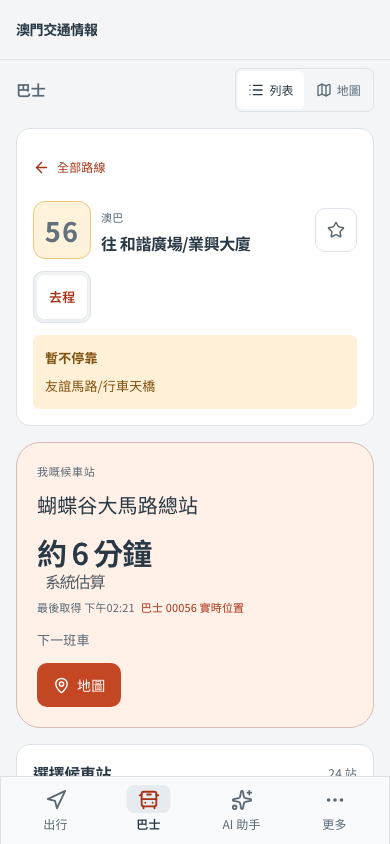 澳門交通情報
巴士
列表
地圖
全部路線
56
澳巴
往 和諧廣場/業興大廈
去程
暫不停靠
友誼馬路/行車天橋
我嘅候車站
蝴蝶谷大馬路總站
約 6 分鐘
系統估算
最後取得 下午02:21 巴士 00056 實時位置
下一班車
地圖
選擇候車站
24 站
出行
巴士
AI 助手
更多